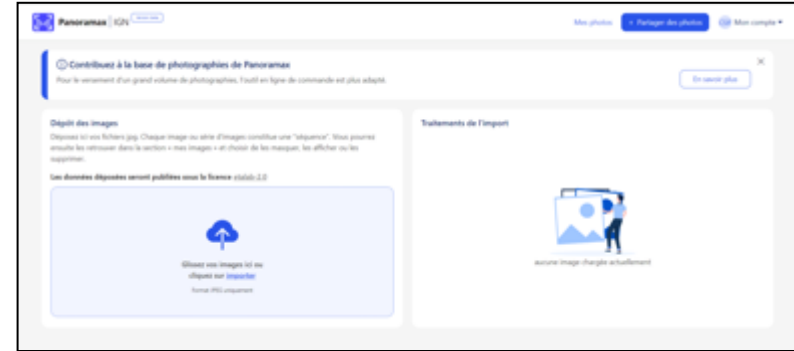 Panoramax IGN
Mes photos
+ Partager des photos
Mon compte
Contribuez à la base de photographies de Panoramax
Pour le versement d'un grand volume de photographies, l'outil en ligne de commande est plus adapté.
En savoir plus
Dépôt des images
Déposez ici vos fichiers jpg. Chaque image ou série d'images constitue une "séquence". Vous pourrez
ensuite les retrouver dans la section « mes images » et choisir de les masquer, les afficher ou les
supprimer.
Les données déposées seront publiées sous la licence etalab-2.0
Glissez vos images ici ou
cliquez sur importer
format JPEG uniquement
Traitements de l'import
aucune image chargée actuellement